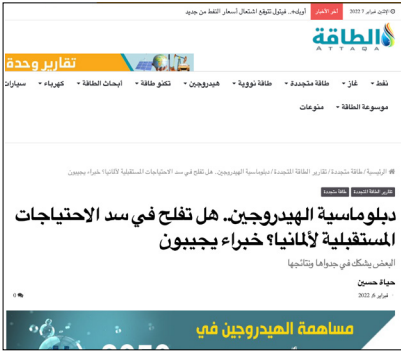 الإثنين, فبراير 7 2022
أخر الأخبار
أوبك+.. فيتول تتوقع اشتعال أسعار النفط من جديد
الطاقة
ATTAQA
تقارير وحدة
نفط
غاز
طاقة متجددة
طاقة نووية
هيدروجين
تكنو طاقة
أبحاث الطاقة
كهرباء
سيارات
موسوعة الطاقة
منوعات
الرئيسية / طاقة متجددة / تقارير الطاقة المتجددة / دبلوماسية الهيدروجين.. هل تفلح في سد الاحتياجات المستقبلية لألمانيا؟ خبراء يجيبون
تقارير الطاقة المتجددة
طاقة متجددة
دبلوماسية الهيدروجين.. هل تفلح في سد الاحتياجات
المستقبلية لألمانيا؟ خبراء يجيبون
البعض يشكك في جدواها ونتائجها
حياة حسين
فبراير 6, 2022
0
مساهمة الهيدروجين في